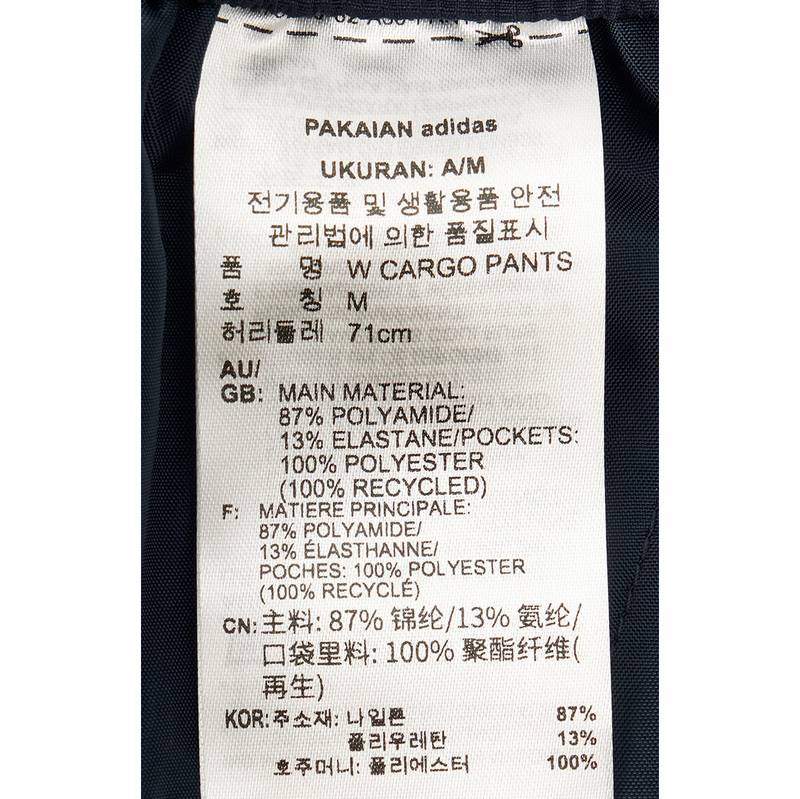 PAKAIAN adidas
UKURAN: A/M
전기용품 및 생활용품 안전
관리법에 의한 품질표시
품 명 W CARGO PANTS
호 칭 M
허리둘레 71cm
AU/
GB: MAIN MATERIAL:
87% POLYAMIDE/
13% ELASTANE/POCKETS:
100% POLYESTER
(100% RECYCLED)
F: MATIERE PRINCIPALE:
87% POLYAMIDE/
13% ÉLASTHANNE/
POCHES: 100% POLYESTER
(100% RECYCLÉ)
CN: 主料: 87% 锦纶/13% 氨纶/
口袋里料: 100% 聚酯纤维(
再生)
KOR: 주소재: 나일론 87%
폴리우레탄 13%
호주머니: 폴리에스터 100%